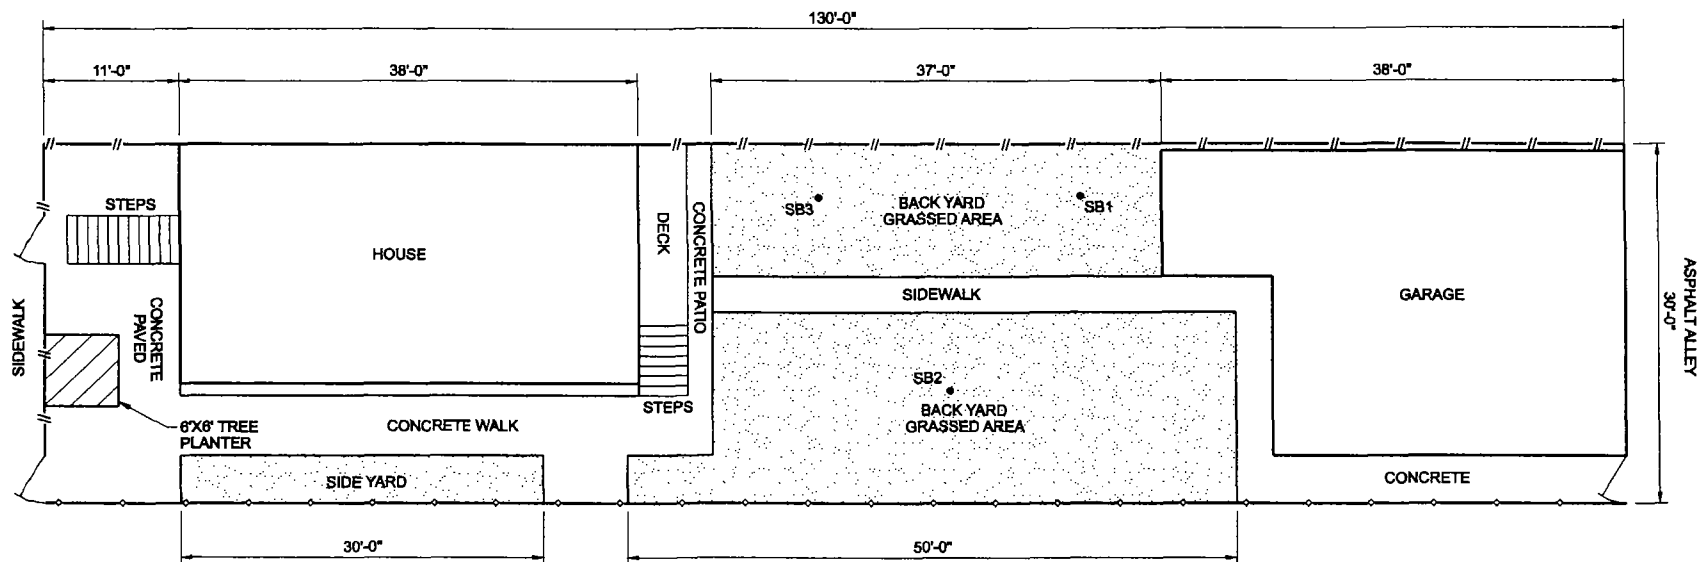 130'-0"
11'-0"
38'-0"
37'-0"
38'-0"
STEPS
HOUSE
DECK
CONCRETE PATIO
SB3
BACK YARD
GRASSED AREA
SB1
SIDEWALK
GARAGE
ASPHALT ALLEY
30'-0"
SIDEWALK
CONCRETE
PAVED
6'X6' TREE
PLANTER
CONCRETE WALK
STEPS
SB2
BACK YARD
GRASSED AREA
SIDE YARD
CONCRETE
30'-0"
50'-0"